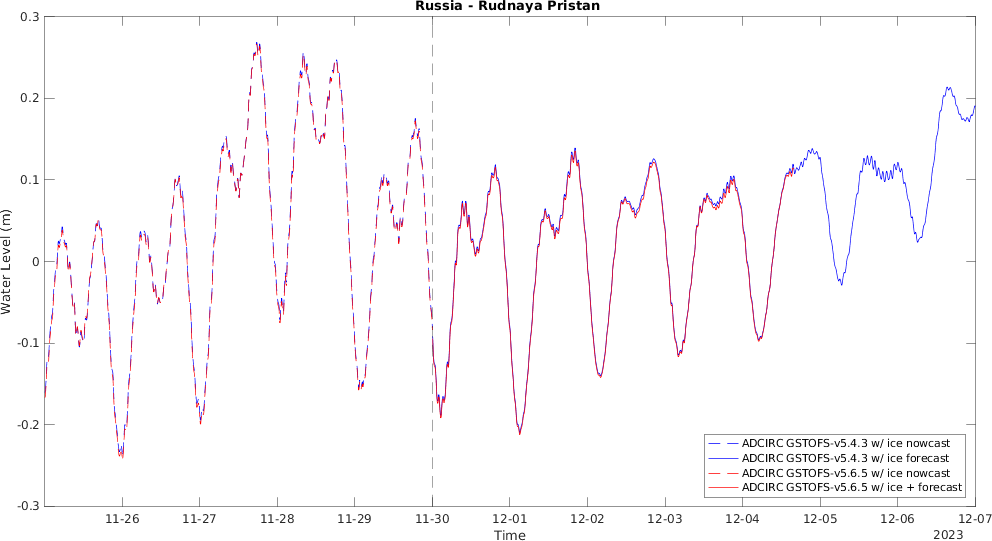 Russia - Rudnaya Pristan
0.3
0.2
0.1
0
-0.1
-0.2
-0.3
Water Level (m)
11-26 11-27 11-28 11-29 11-30 12-01 12-02 12-03 12-04 12-05 12-06 12-07
Time
2023
ADCIRC GSTOFS-v5.4.3 w/ ice nowcast
ADCIRC GSTOFS-v5.4.3 w/ ice forecast
ADCIRC GSTOFS-v5.6.5 w/ ice nowcast
ADCIRC GSTOFS-v5.6.5 w/ ice + forecast